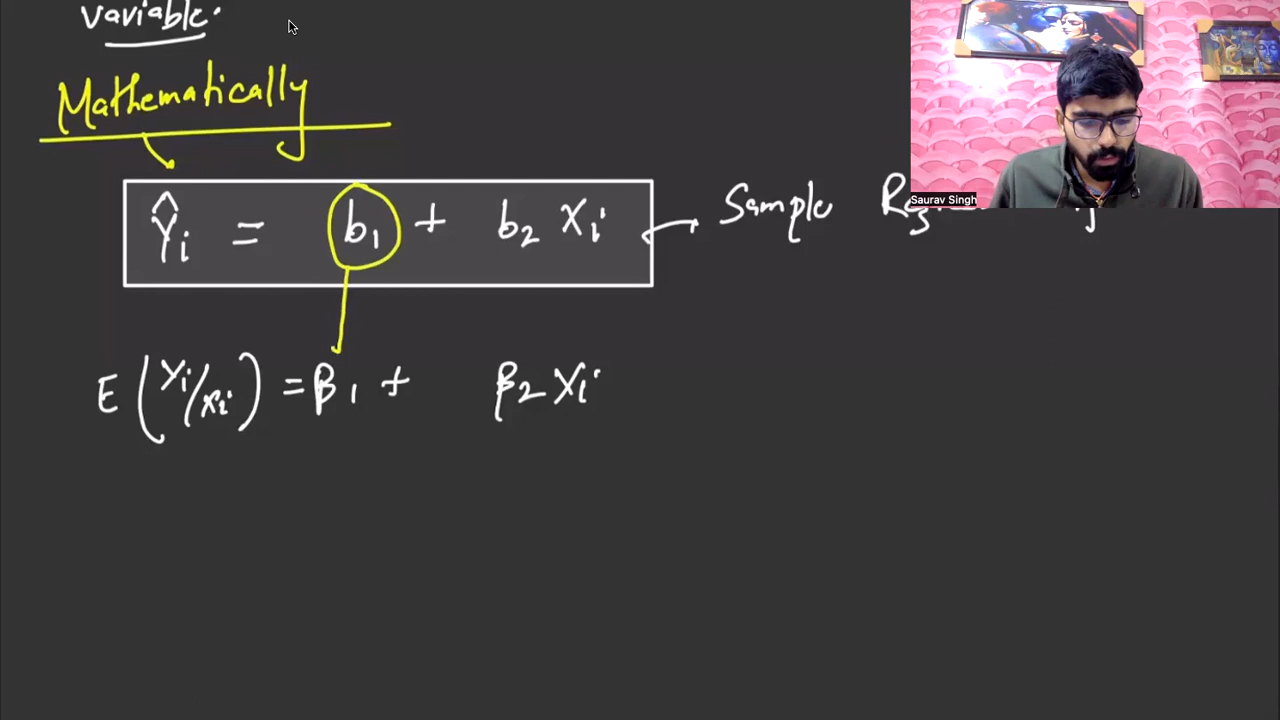 variable.
Mathematically
Ŷi = b1 + b2 Xi → Sample
Saurav Singh
E (Yi/Xi) = β1 + β2 Xi